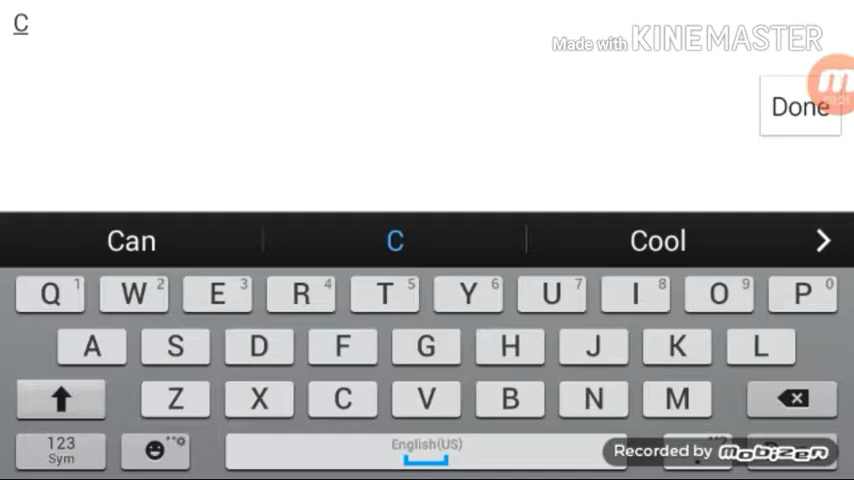 C
Made with KINEMASTER
Done
Can C Cool
Q 1 W 2 E 3 R 4 T 5 Y 6 U 7 I 8 O 9 P 0
A S D F G H J K L
Z X C V B N M
English(US)
123
Sym
Recorded by mobizen